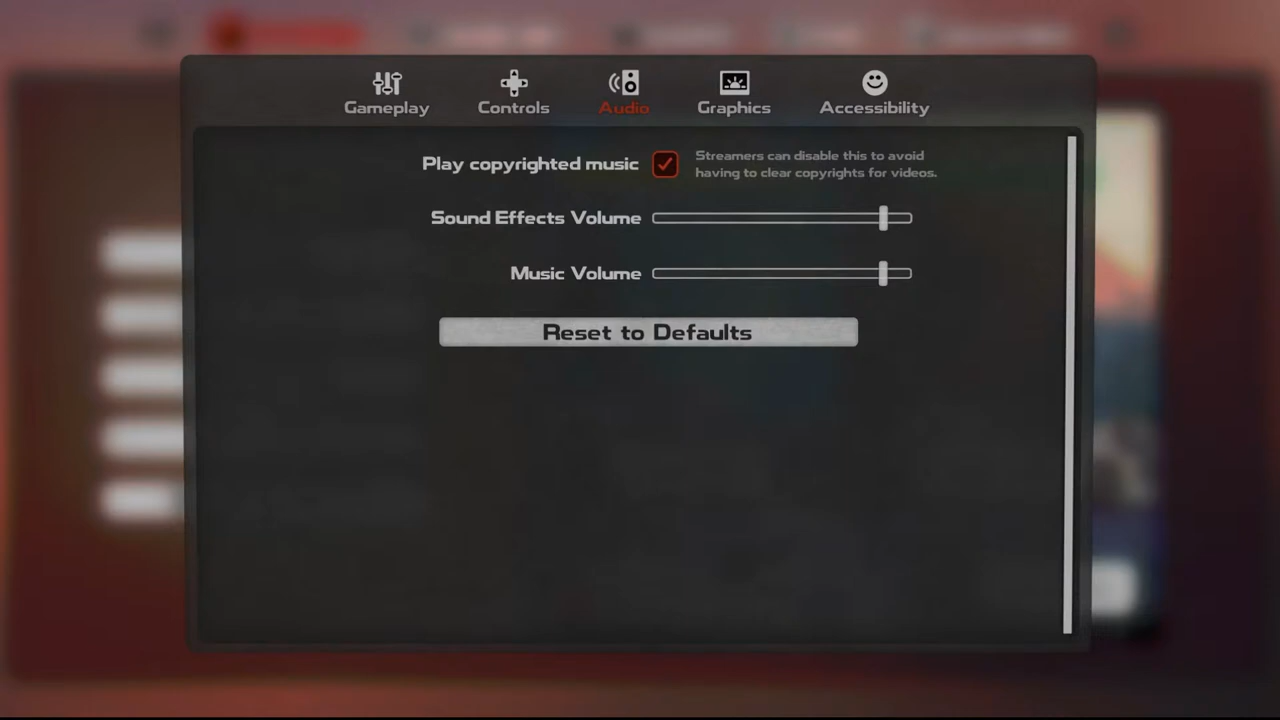 Gameplay
Controls
Audio
Graphics
Accessibility
Play copyrighted music
Streamers can disable this to avoid
having to clear copyrights for videos.
Sound Effects Volume
Music Volume
Reset to Defaults